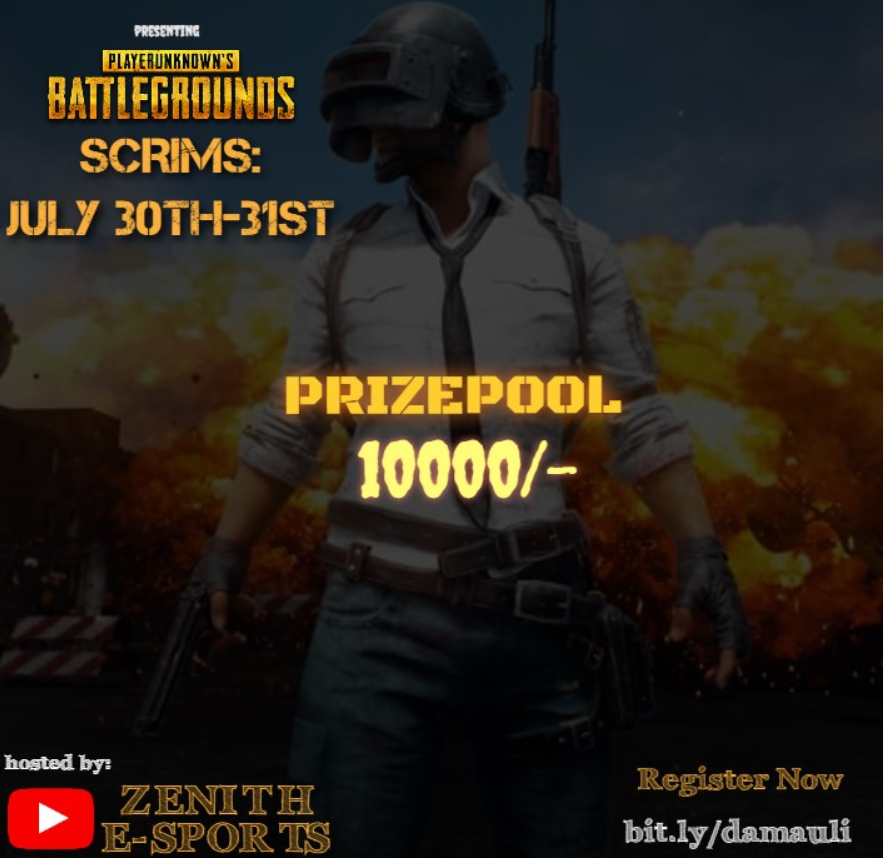 PRESENTING
PLAYERUNKNOWN'S
BATTLEGROUNDS
SCRIMS:
JULY 30TH-31ST
PRIZEPOOL
10000/-
hosted by:
ZENITH
E-SPORTS
Register Now
bit.ly/damauli